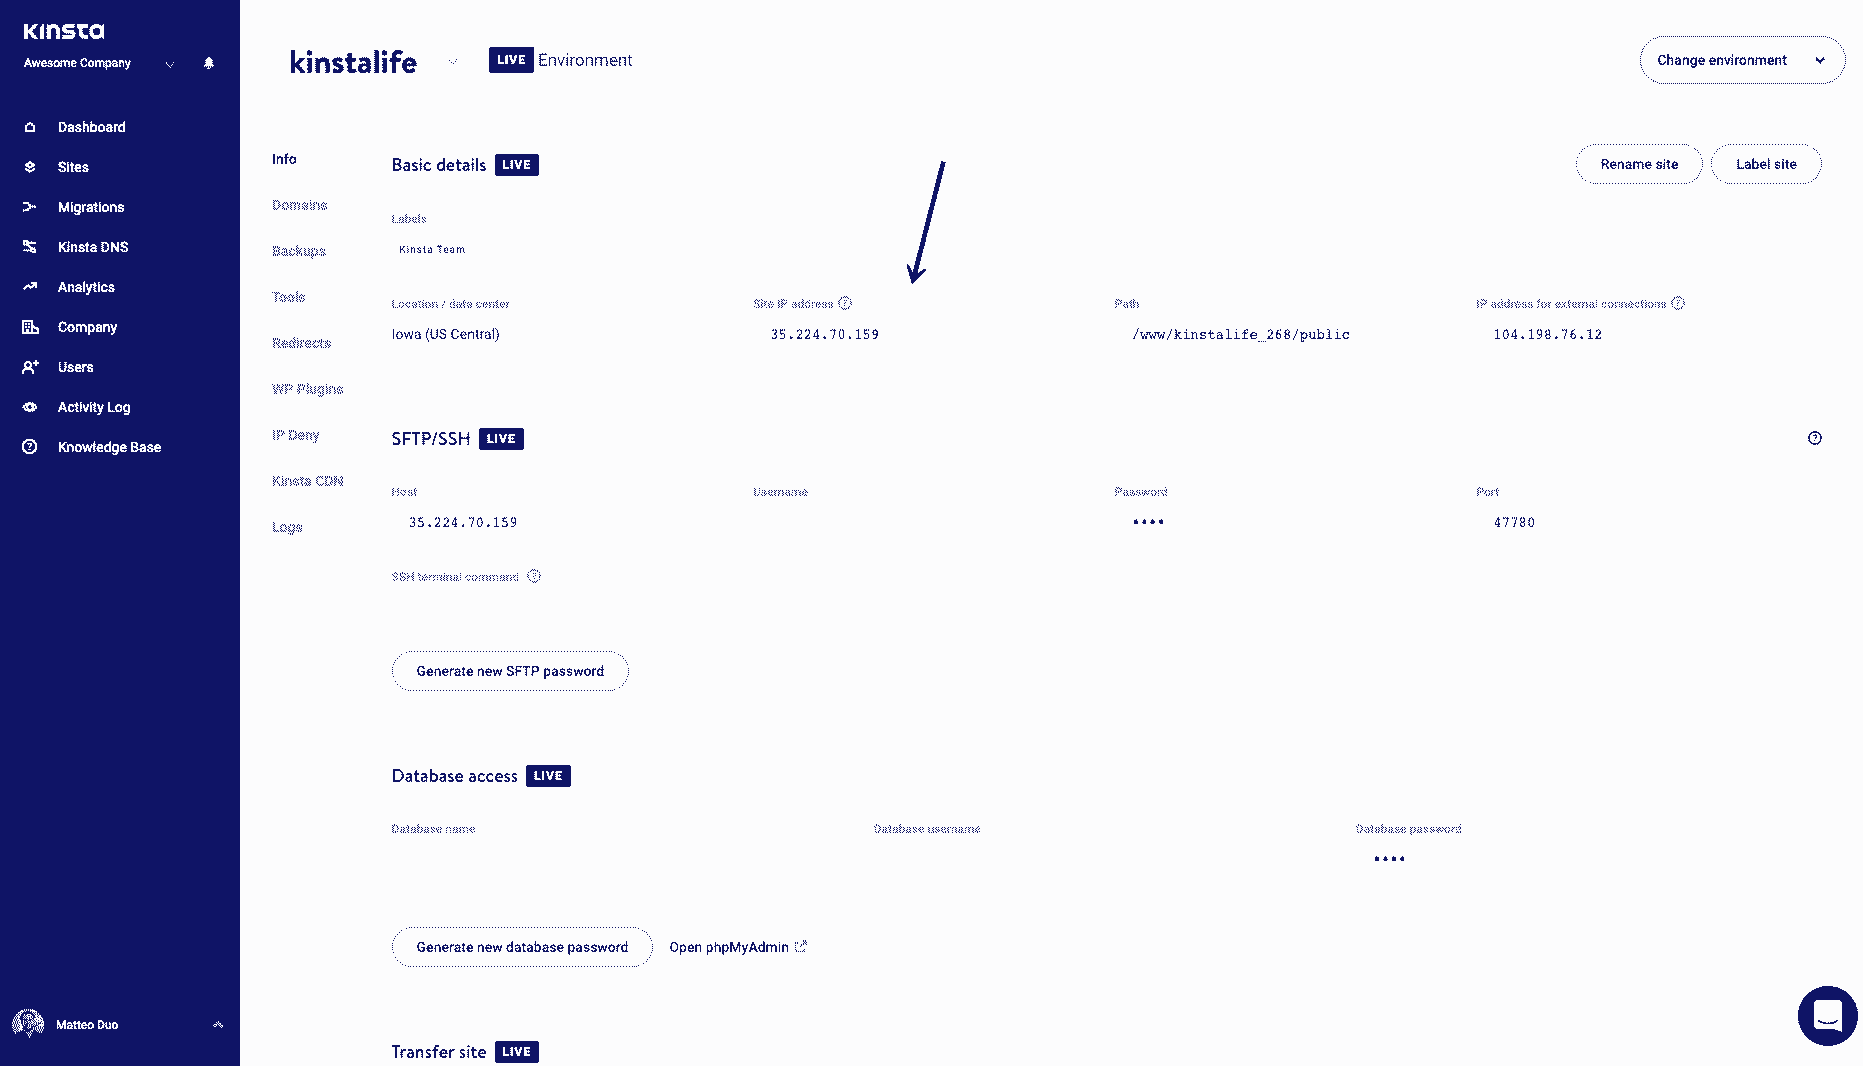 Kinsta
Awesome Company
Dashboard
Sites
Migrations
Kinsta DNS
Analytics
Company
Users
Activity Log
Knowledge Base
Matteo Duo
kinstalife
LIVE Environment
Change environment
Info
Domains
Backups
Tools
Redirects
WP Plugins
IP Deny
Kinsta CDN
Logs
Basic details LIVE
Rename site
Label site
Labels
Kinsta Team
Location / data center
Iowa (US Central)
Site IP address
35.224.70.159
Path
/www/kinstalife_268/public
IP address for external connections
104.198.76.12
SFTP/SSH LIVE
Host
35.224.70.159
Username
Password
••••
Port
47780
SSH terminal command
Generate new SFTP password
Database access LIVE
Database name
Database username
Database password
••••
Generate new database password
Open phpMyAdmin
Transfer site LIVE